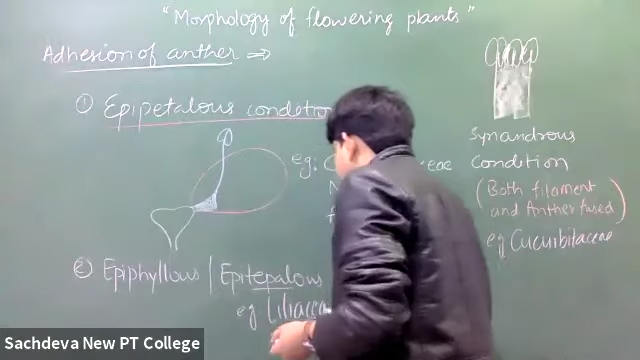 "Morphology of flowering plants"
Adhesion of anther ⇒
① Epipetalous condition
eg:
Synandrous
Condition
(Both filament
and Anther fused)
eg Cucurbitaceae
② Epiphyllous | Epitepalous
eg Liliaceae
Sachdeva New PT College